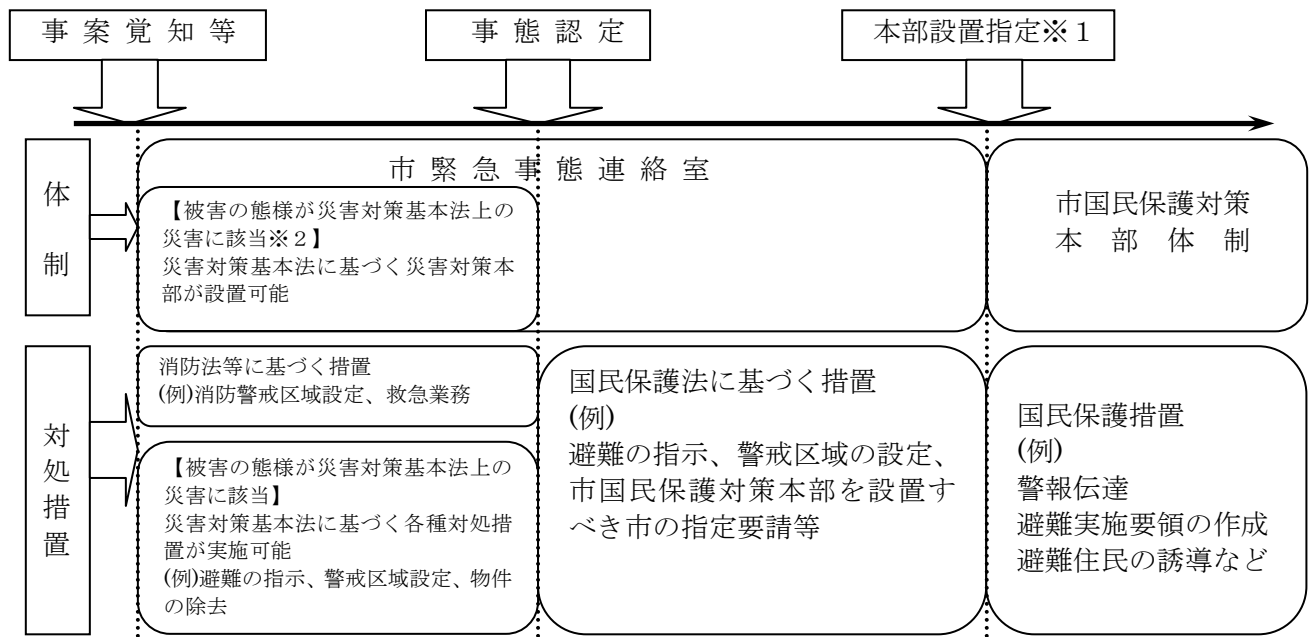 事案覚知等
事態認定
本部設置指定※１
体制
市緊急事態連絡室
【被害の態様が災害対策基本法上の
災害に該当※２】
災害対策基本法に基づく災害対策本
部が設置可能
市国民保護対策
本部体制
対処措置
消防法等に基づく措置
(例)消防警戒区域設定、救急業務
【被害の態様が災害対策基本法上の
災害に該当】
災害対策基本法に基づく各種対処措
置が実施可能
(例)避難の指示、警戒区域設定、物件
の除去
国民保護法に基づく措置
(例)
避難の指示、警戒区域の設定、
市国民保護対策本部を設置す
べき市の指定要請等
国民保護措置
(例)
警報伝達
避難実施要領の作成
避難住民の誘導など